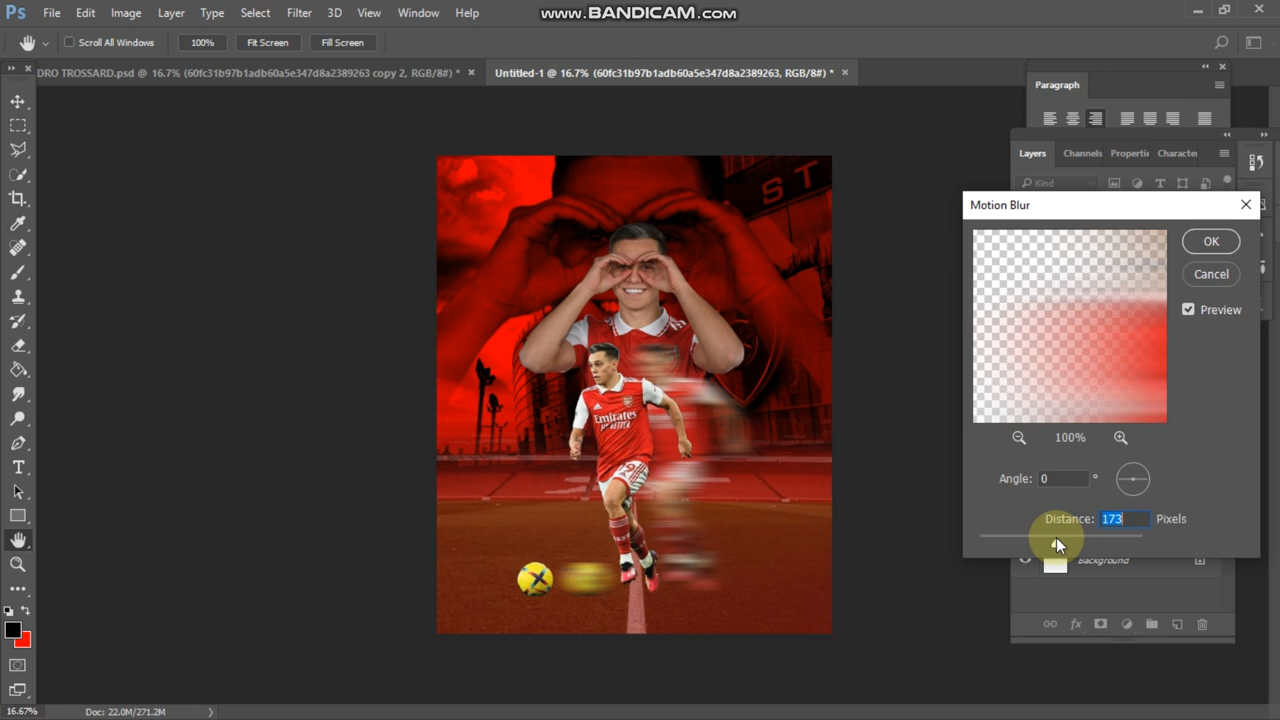 www.BANDICAM.com
Ps File Edit Image Layer Type Select Filter 3D View Window Help
Scroll All Windows 100% Fit Screen Fill Screen
DRO TROSSARD.psd @ 16.7% (60fc31b97b1adb60a5e347d8a2389263 copy 2, RGB/8#) * × Untitled-1 @ 16.7% (60fc31b97b1adb60a5e347d8a2389263, RGB/8#) * ×
Paragraph
Layers Channels Properti Character
Kind
Motion Blur
OK
Cancel
Preview
100%
Angle: 0 °
Distance: 173 Pixels
Background
fx
ST
Emirates
19
16.67% Doc: 22.0M/271.2M